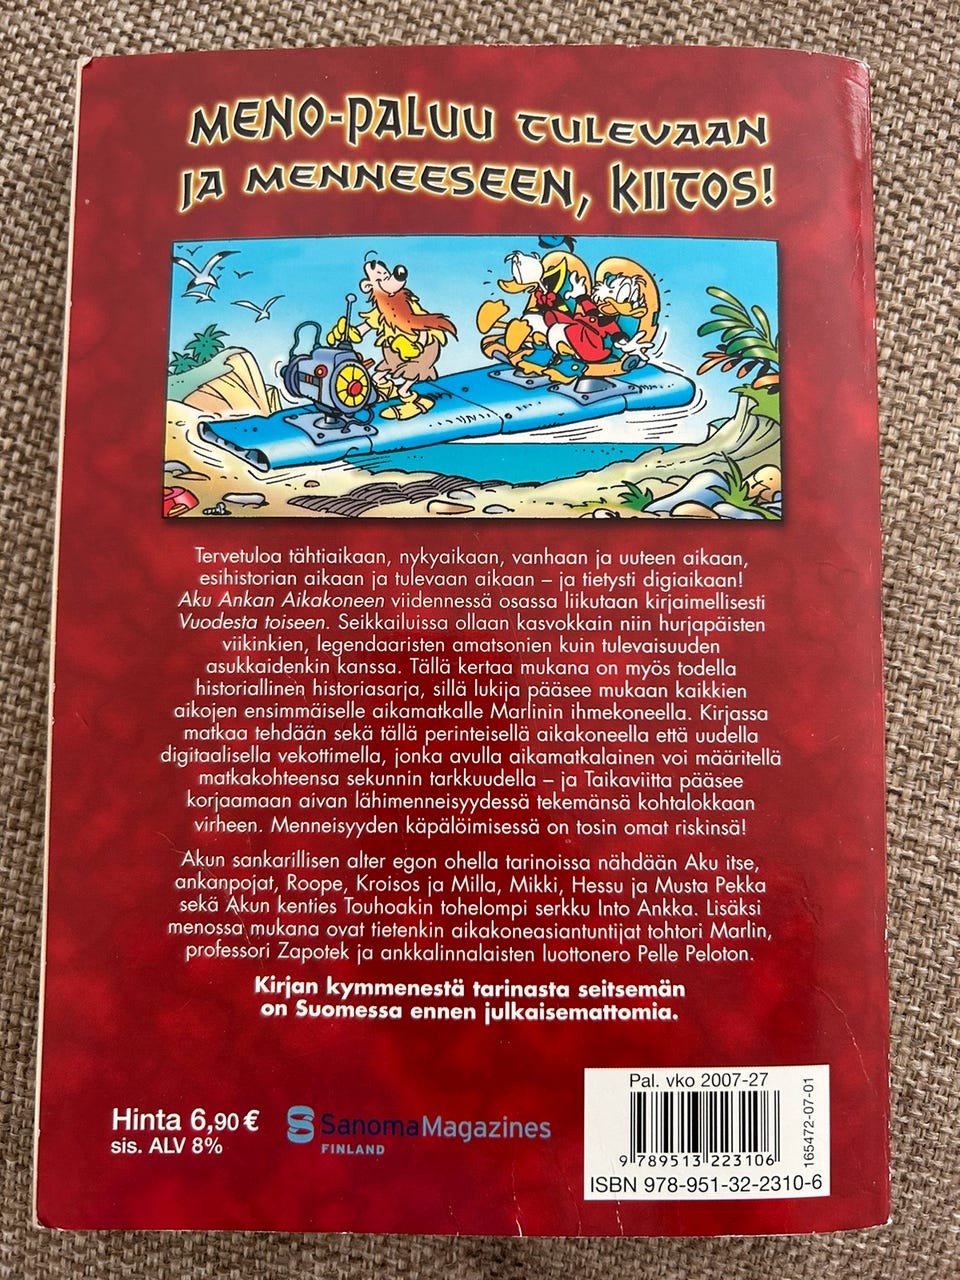 MENO-PALUU TULEVAAN
JA MENNEESEEN, KIITOS!
Tervetuloa tähtiaikaan, nykyaikaan, vanhaan ja uuteen aikaan,
esihistorian aikaan ja tulevaan aikaan – ja tietysti digiaikaan!
Aku Ankan Aikakoneen viidennessä osassa liikutaan kirjaimellisesti
Vuodesta toiseen. Seikkailuissa ollaan kasvokkain niin hurjapäisten
viikinkien, legendaaristen amatsonien kuin tulevaisuuden
asukkaidenkin kanssa. Tällä kertaa mukana on myös todella
historiallinen historiasarja, sillä lukija pääsee mukaan kaikkien
aikojen ensimmäiselle aikamatkalle Marlinin ihmekoneella. Kirjassa
matkaa tehdään sekä tällä perinteisellä aikakoneella että uudella
digitaalisella vekottimella, jonka avulla aikamatkalainen voi määritellä
matkakohteensa sekunnin tarkkuudella – ja Taikaviitta pääsee
korjaamaan aivan lähimenneisyydessä tekemänsä kohtalokkaan
virheen. Menneisyyden käpälöimisessä on tosin omat riskinsä!
Akun sankarillisen alter egon ohella tarinoissa nähdään Aku itse,
ankanpojat, Roope, Kroisos ja Milla, Mikki, Hessu ja Musta Pekka
sekä Akun kenties Touhoakin tohelompi serkku Into Ankka. Lisäksi
menossa mukana ovat tietenkin aikakoneasiantuntijat tohtori Marlin,
professori Zapotek ja ankkalinnalaisten luottonero Pelle Peloton.
Kirjan kymmenestä tarinasta seitsemän
on Suomessa ennen julkaisemattomia.
Hinta 6,90 €
sis. ALV 8%
SanomaMagazines
FINLAND
Pal. vko 2007-27
165472-07-01
9 789513 223106
ISBN 978-951-32-2310-6